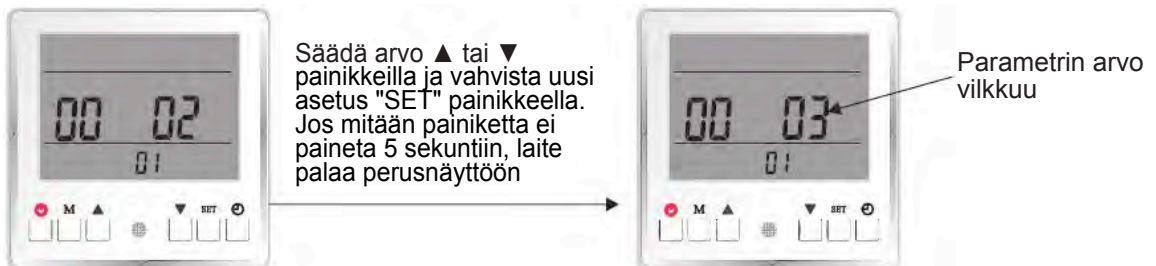 00 02
01
M ▲ ▼ SET
Säädä arvo ▲ tai ▼
painikkeilla ja vahvista uusi
asetus "SET" painikkeella.
Jos mitään painiketta ei
paineta 5 sekuntiin, laite
palaa perusnäyttöön
00 03
01
M ▲ ▼ SET
Parametrin arvo
vilkkuu